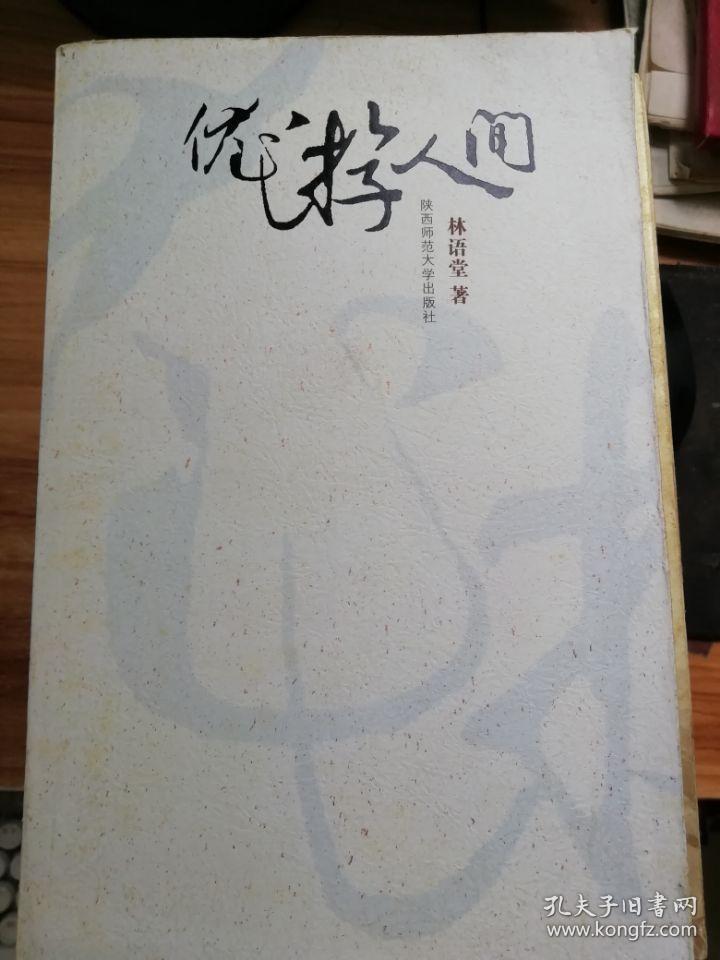 优游人间
林语堂 著
陕西师范大学出版社
孔夫子旧书网
www.kongfz.com